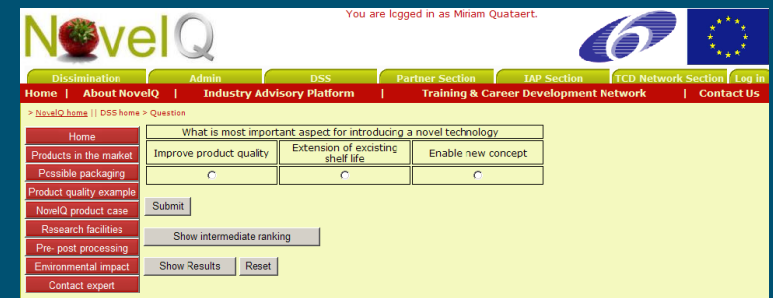 You are logged in as Miriam Quataert.
NovelQ
6
Dissimination Admin DSS Partner Section IAP Section TCD Network Section Log in
Home | About NovelQ | Industry Advisory Platform | Training & Career Development Network | Contact Us
> NovelQ home || DSS home > Question
Home
Products in the market
Possible packaging
Product quality example
NovelQ product case
Research facilities
Pre- post processing
Environmental impact
Contact expert
What is most important aspect for introducing a novel technology
Improve product quality
Extension of excisting
shelf life
Enable new concept
Submit
Show intermediate ranking
Show Results Reset